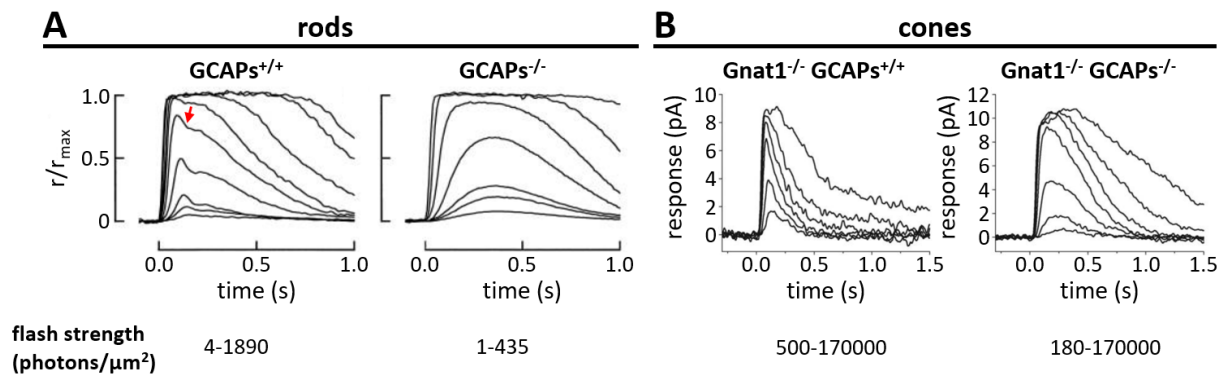 A rods B cones
GCAPs+/+ GCAPs-/- Gnat1-/- GCAPs+/+ Gnat1-/- GCAPs-/-
r/rmax
1.0
0.5
0
0.0 0.5 1.0
time (s)
0.0 0.5 1.0
time (s)
response (pA)
10
8
6
4
2
0
0.0 0.5 1.0 1.5
time (s)
response (pA)
12
10
8
6
4
2
0
0.0 0.5 1.0 1.5
time (s)
flash strength
(photons/µm2) 4-1890 1-435 500-170000 180-170000